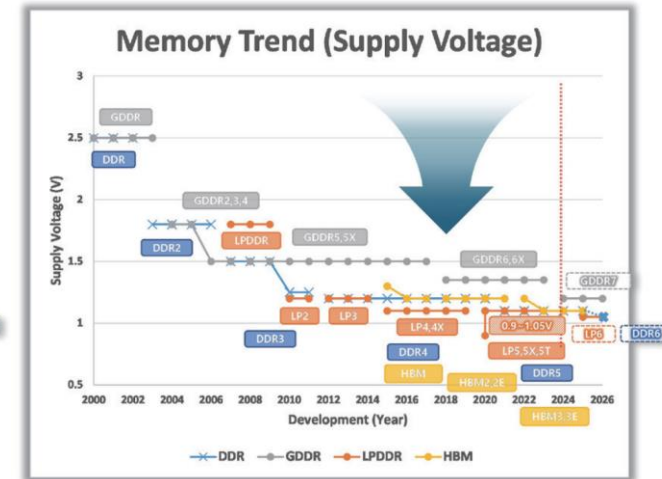 Memory Trend (Supply Voltage)
Supply Voltage (V)
3
2.5
2
1.5
1
0.5
GDDR
DDR
GDDR2,3,4
DDR2
LPDDR
GDDR5,5X
GDDR6,6X
GDDR7
LP2
LP3
LP4,4X
0.9~1.05V
LP6
DDR6
DDR3
DDR4
LP5,5X,5T
HBM
HBM2,2E
DDR5
HBM3,3E
2000 2002 2004 2006 2008 2010 2012 2014 2016 2018 2020 2022 2024 2026
Development (Year)
DDR GDDR LPDDR HBM